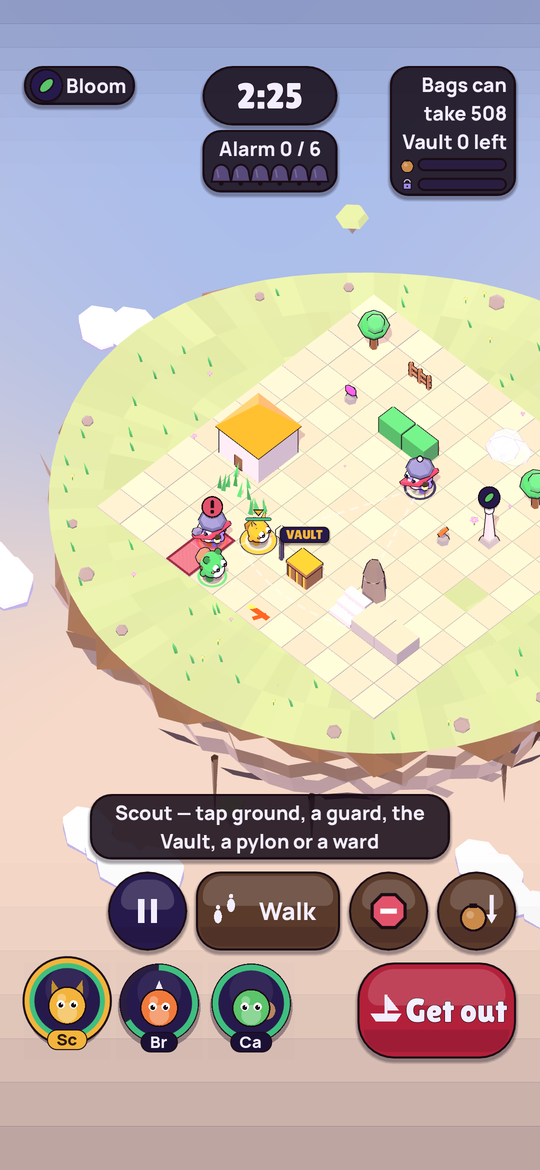 Bloom
2:25
Alarm 0 / 6
Bags can
take 508
Vault 0 left
!
VAULT
Scout — tap ground, a guard, the
Vault, a pylon or a ward
Walk
Get out
Sc
Br
Ca